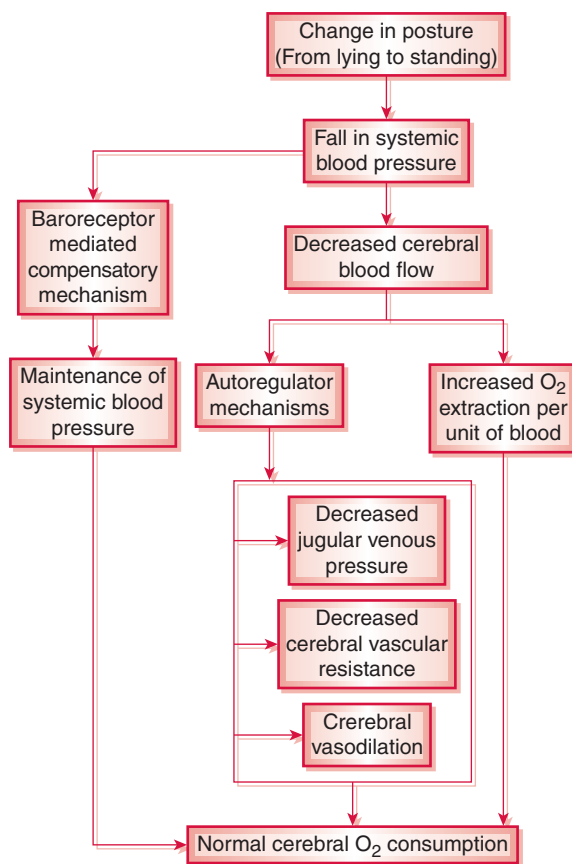 Change in posture
(From lying to standing)
Fall in systemic
blood pressure
Baroreceptor
mediated
compensatory
mechanism
Decreased cerebral
blood flow
Maintenance of
systemic blood
pressure
Autoregulator
mechanisms
Increased O₂
extraction per
unit of blood
Decreased
jugular venous
pressure
Decreased
cerebral vascular
resistance
Crerebral
vasodilation
Normal cerebral O₂ consumption